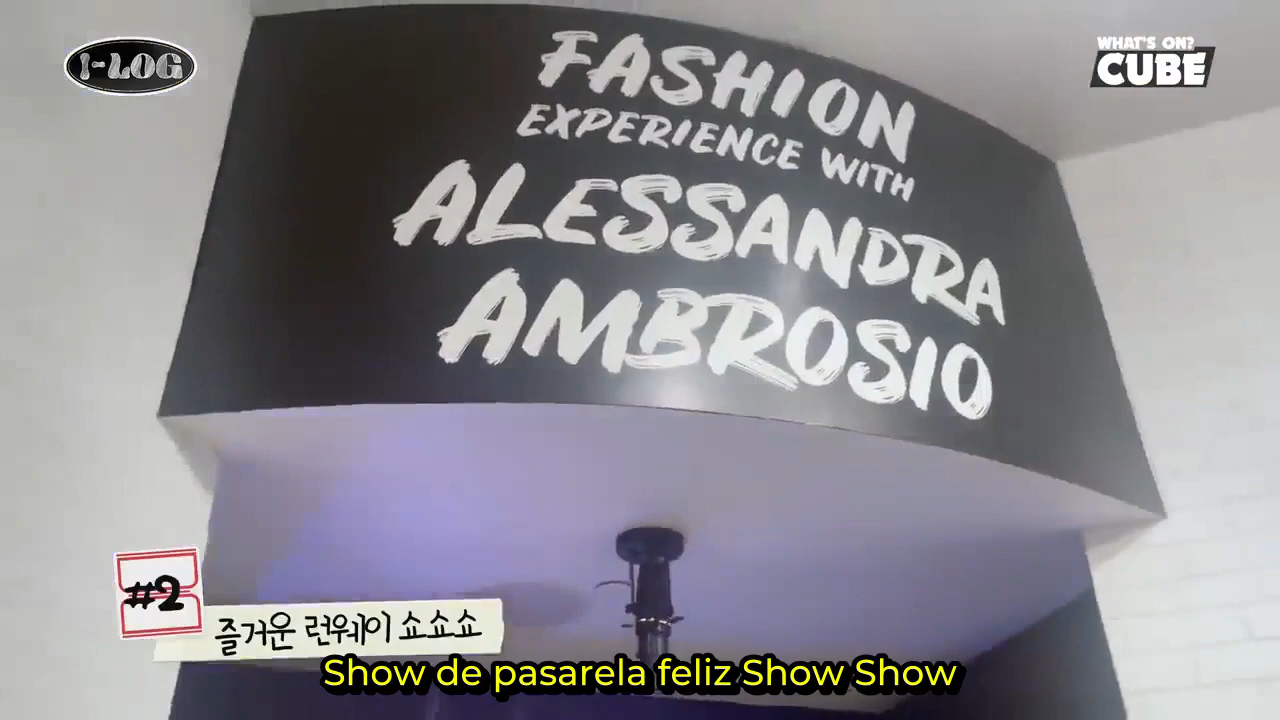 I-LOG
WHAT'S ON?
CUBE
FASHION
EXPERIENCE WITH
ALESSANDRA
AMBROSIO
#2
즐거운 런웨이 쇼쇼쇼
Show de pasarela feliz Show Show